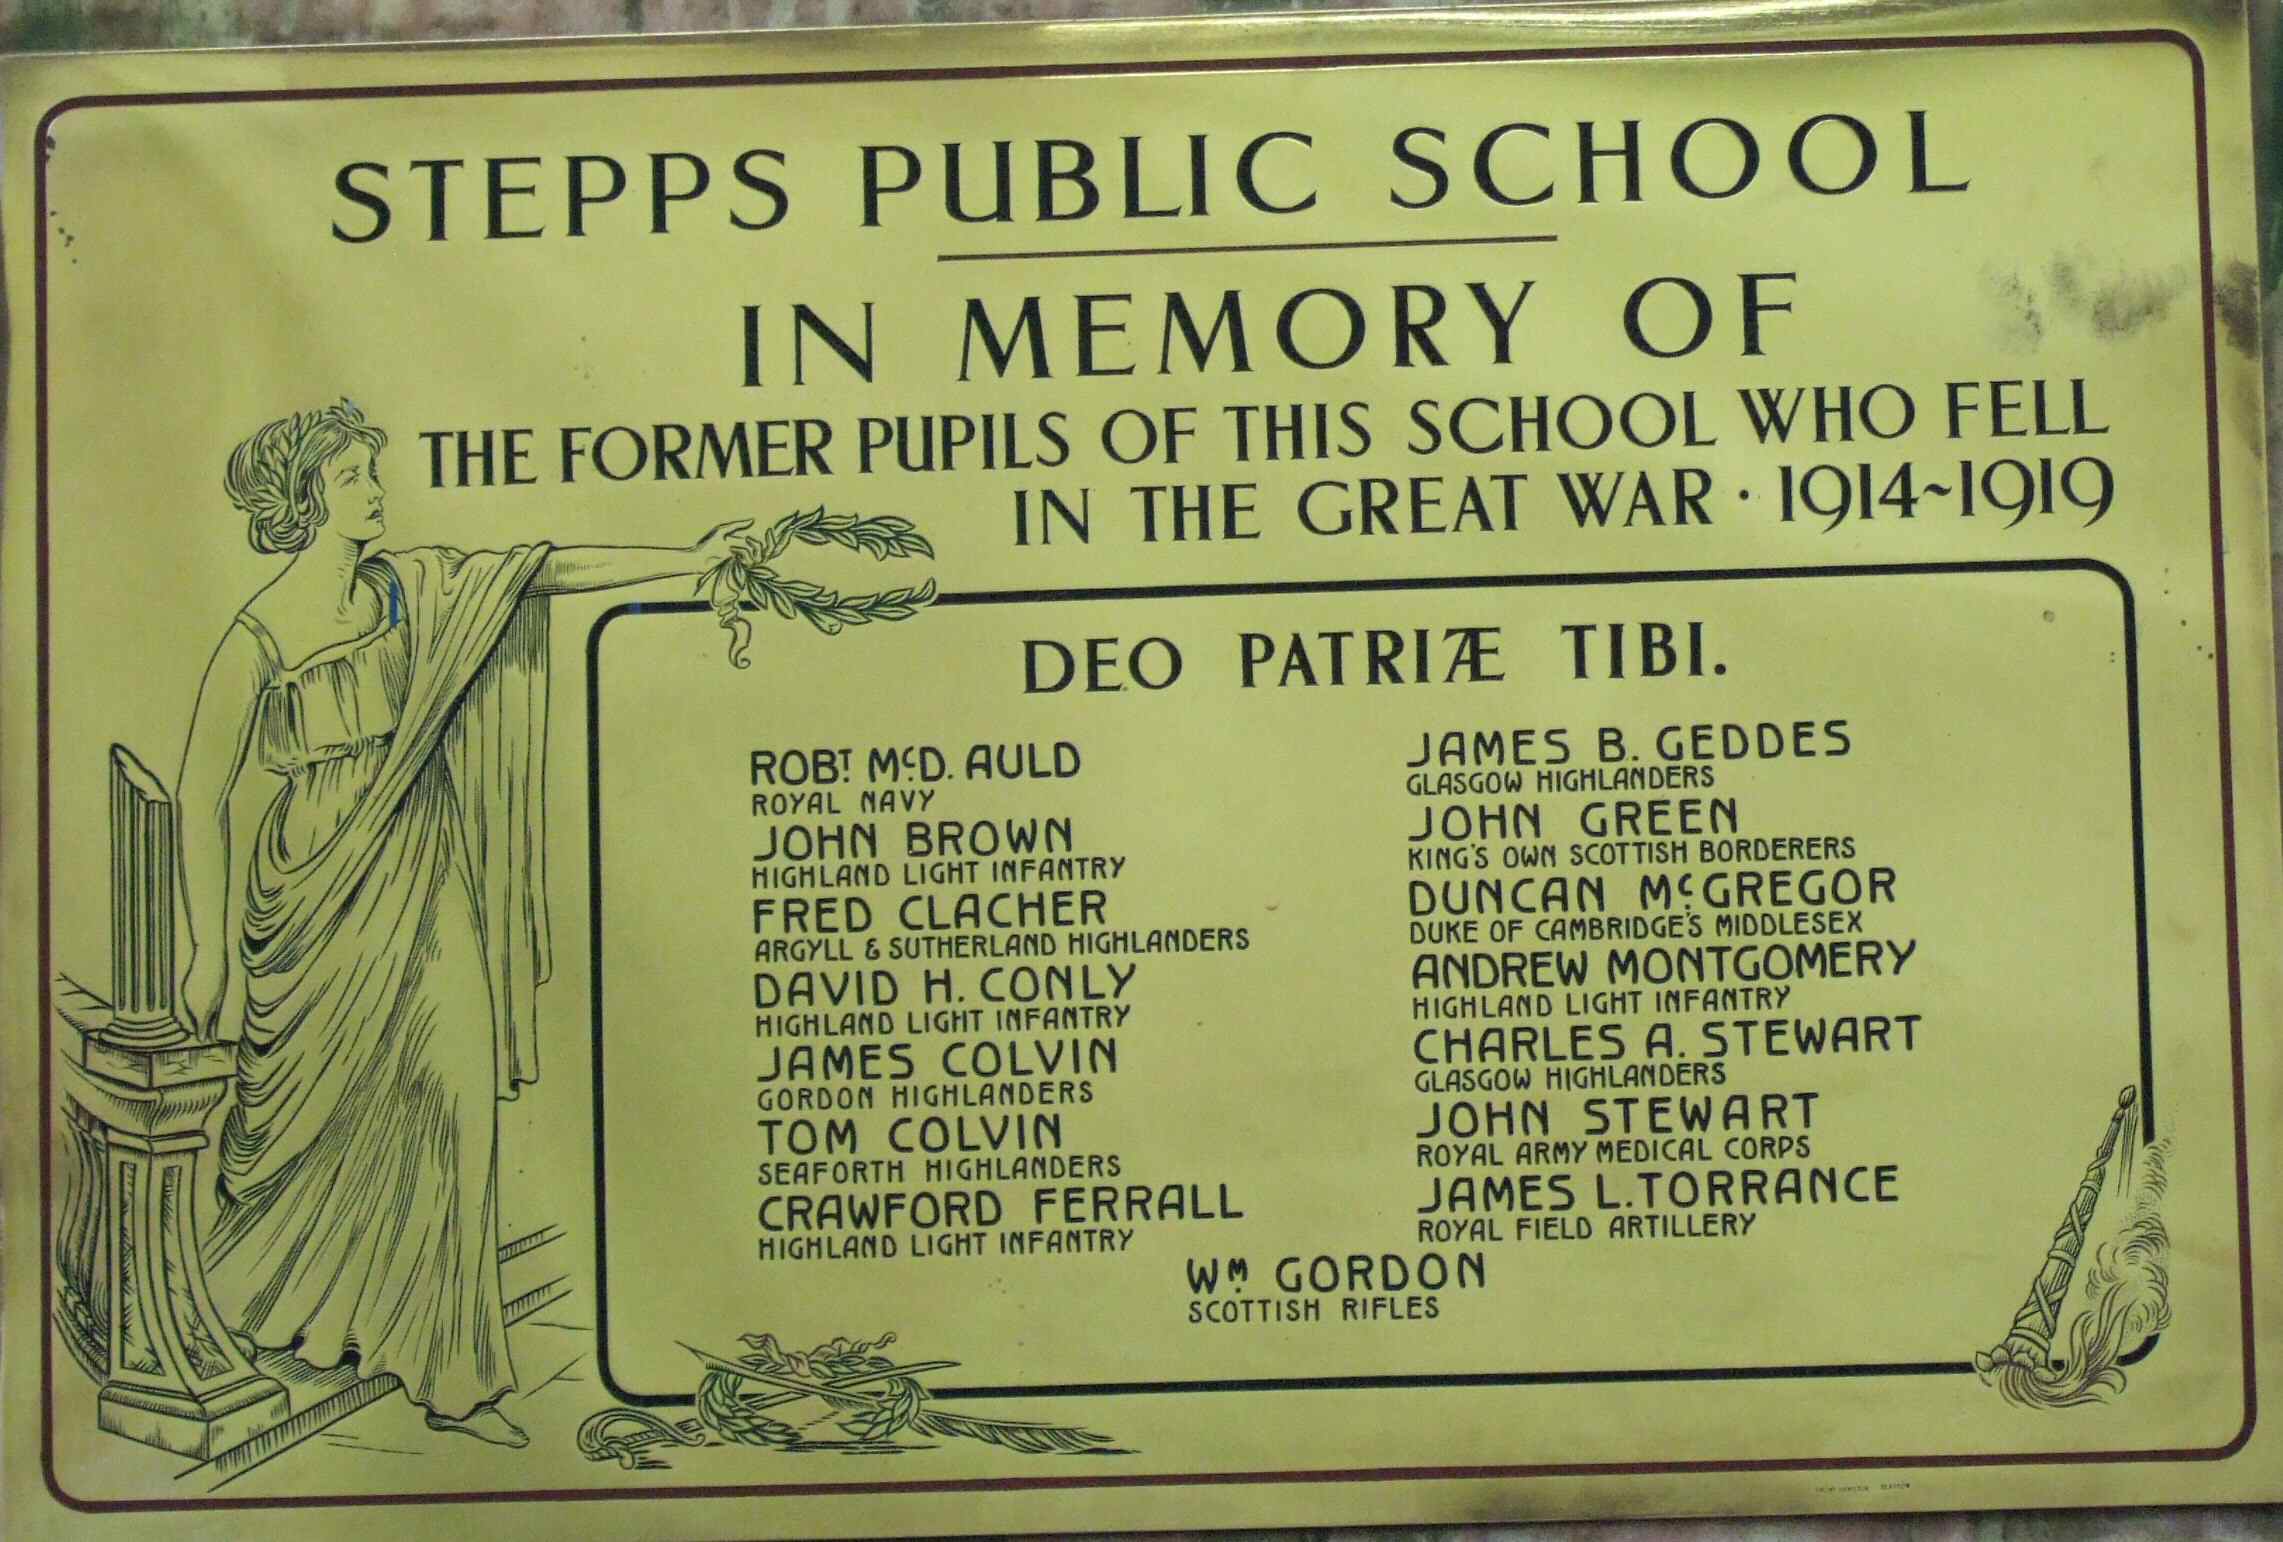 STEPPS PUBLIC SCHOOL
IN MEMORY OF
THE FORMER PUPILS OF THIS SCHOOL WHO FELL
IN THE GREAT WAR · 1914~1919
DEO PATRIÆ TIBI.
ROBT. McD. AULD
ROYAL NAVY
JOHN BROWN
HIGHLAND LIGHT INFANTRY
FRED CLACHER
ARGYLL & SUTHERLAND HIGHLANDERS
DAVID H. CONLY
HIGHLAND LIGHT INFANTRY
JAMES COLVIN
GORDON HIGHLANDERS
TOM COLVIN
SEAFORTH HIGHLANDERS
CRAWFORD FERRALL
HIGHLAND LIGHT INFANTRY
JAMES B. GEDDES
GLASGOW HIGHLANDERS
JOHN GREEN
KING'S OWN SCOTTISH BORDERERS
DUNCAN McGREGOR
DUKE OF CAMBRIDGE'S MIDDLESEX
ANDREW MONTGOMERY
HIGHLAND LIGHT INFANTRY
CHARLES A. STEWART
GLASGOW HIGHLANDERS
JOHN STEWART
ROYAL ARMY MEDICAL CORPS
JAMES L. TORRANCE
ROYAL FIELD ARTILLERY
WM. GORDON
SCOTTISH RIFLES
GLASGOW